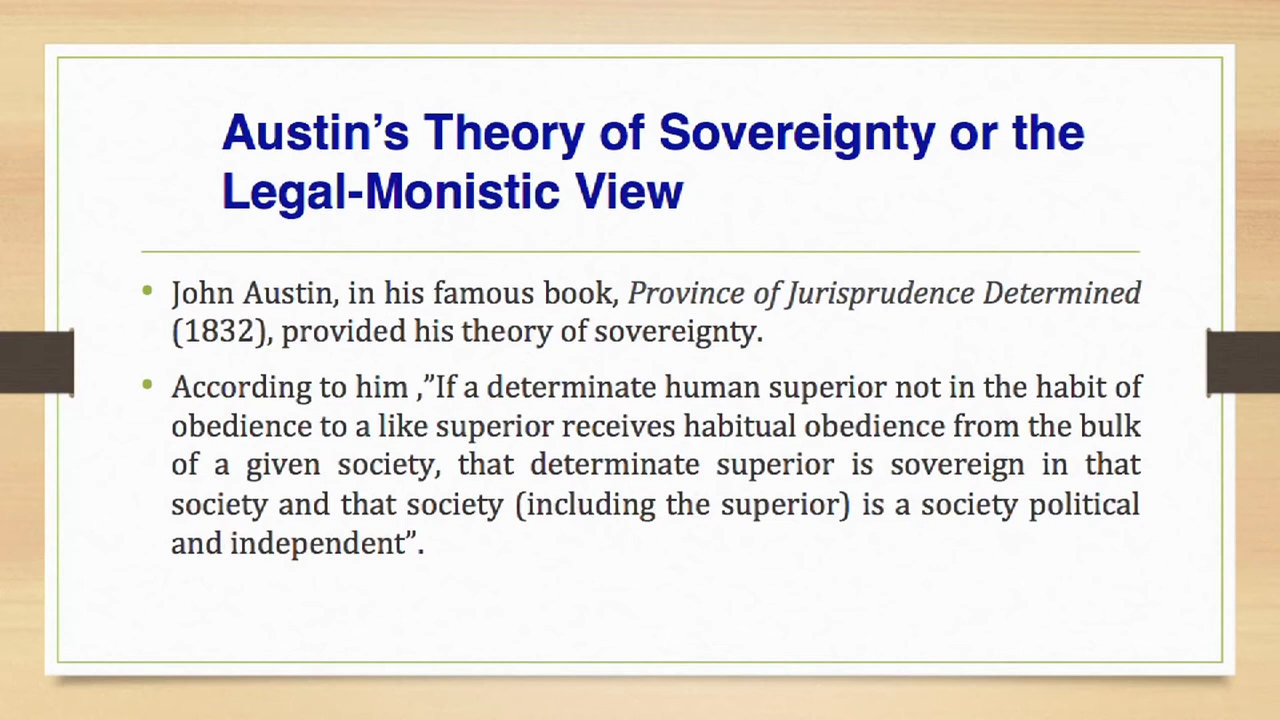 Austin’s Theory of Sovereignty or the
Legal-Monistic View
• John Austin, in his famous book, Province of Jurisprudence Determined
(1832), provided his theory of sovereignty.
• According to him ,”If a determinate human superior not in the habit of
obedience to a like superior receives habitual obedience from the bulk
of a given society, that determinate superior is sovereign in that
society and that society (including the superior) is a society political
and independent”.